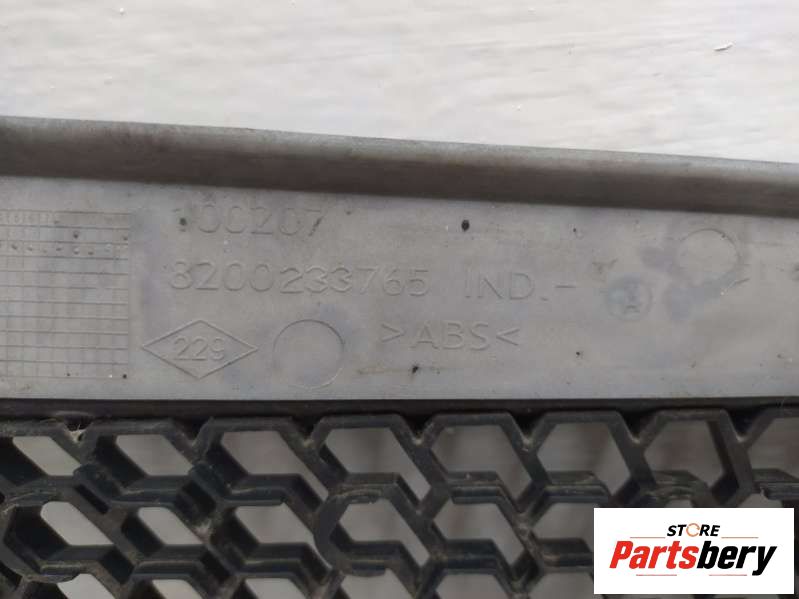 100207
8200233765 IND.-
A
>ABS<
229
STORE
Partsbery